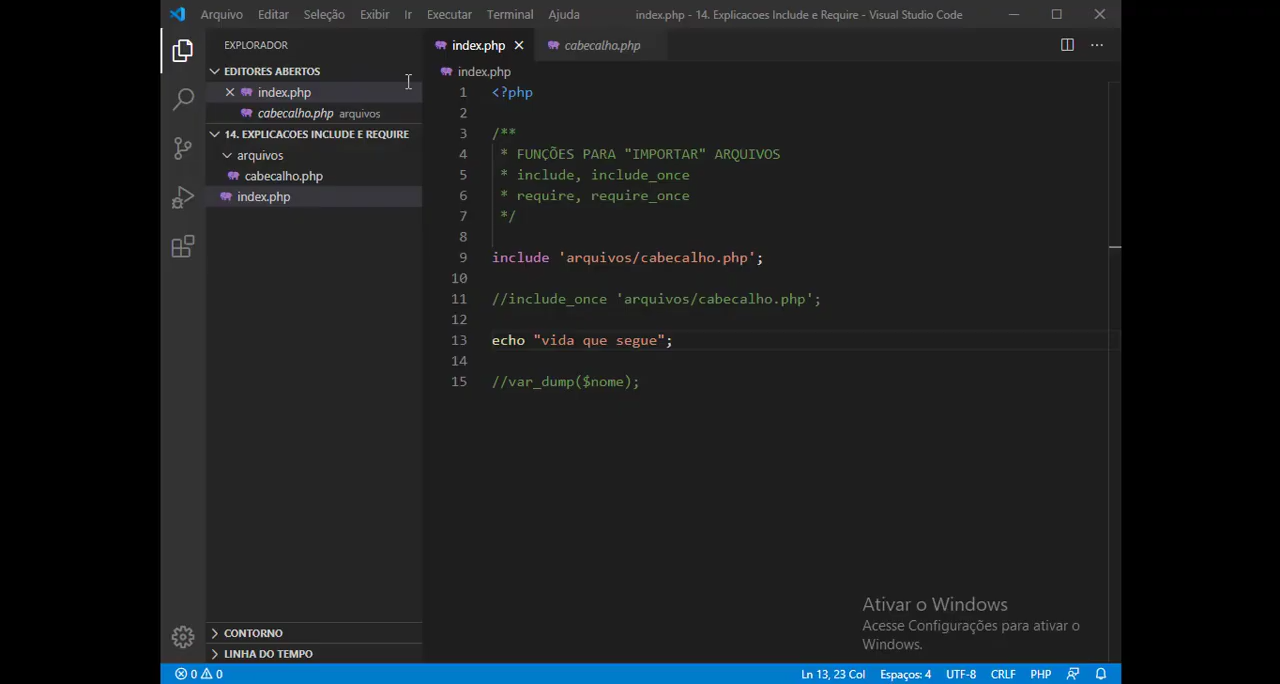 Arquivo Editar Seleção Exibir Ir Executar Terminal Ajuda index.php - 14. Explicacoes Include e Require - Visual Studio Code
EXPLORADOR
EDITORES ABERTOS
index.php
cabecalho.php arquivos
14. EXPLICACOES INCLUDE E REQUIRE
arquivos
cabecalho.php
index.php
CONTORNO
LINHA DO TEMPO
index.php cabecalho.php
index.php
1 <?php
2
3 /**
4 * FUNÇÕES PARA "IMPORTAR" ARQUIVOS
5 * include, include_once
6 * require, require_once
7 */
8
9 include 'arquivos/cabecalho.php';
10
11 //include_once 'arquivos/cabecalho.php';
12
13 echo "vida que segue";
14
15 //var_dump($nome);
Ativar o Windows
Acesse Configurações para ativar o
Windows.
0 0 Ln 13, 23 Col Espaços: 4 UTF-8 CRLF PHP